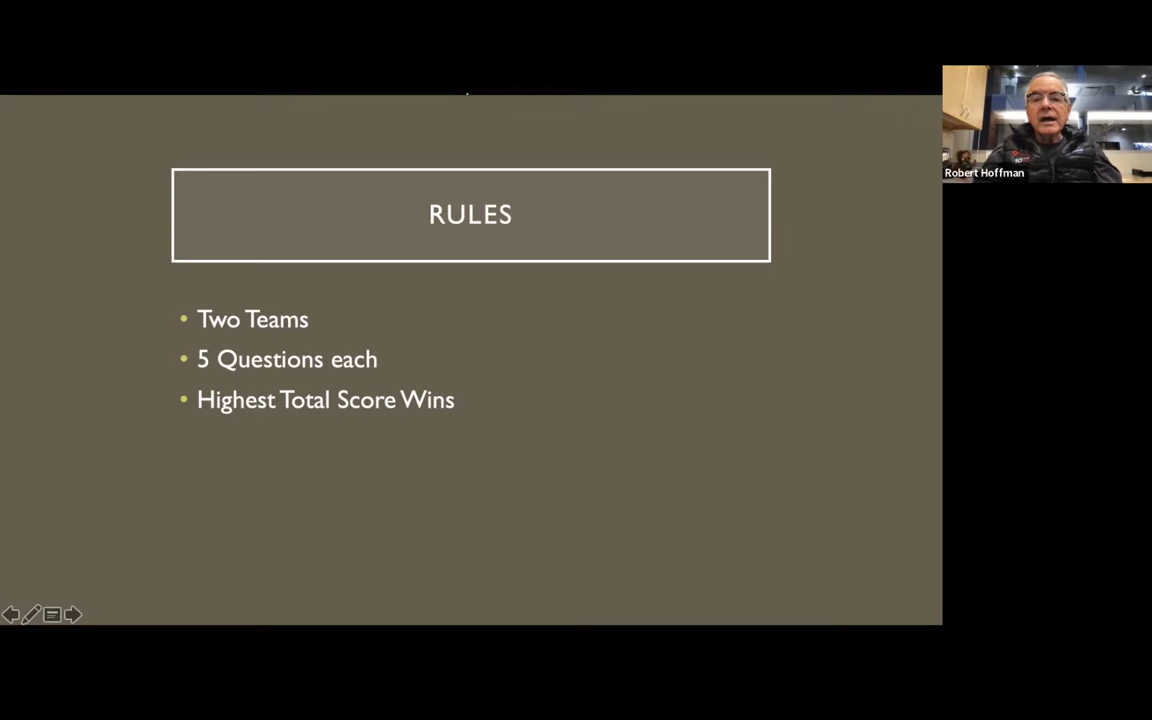 RULES
Two Teams
5 Questions each
Highest Total Score Wins
Robert Hoffman